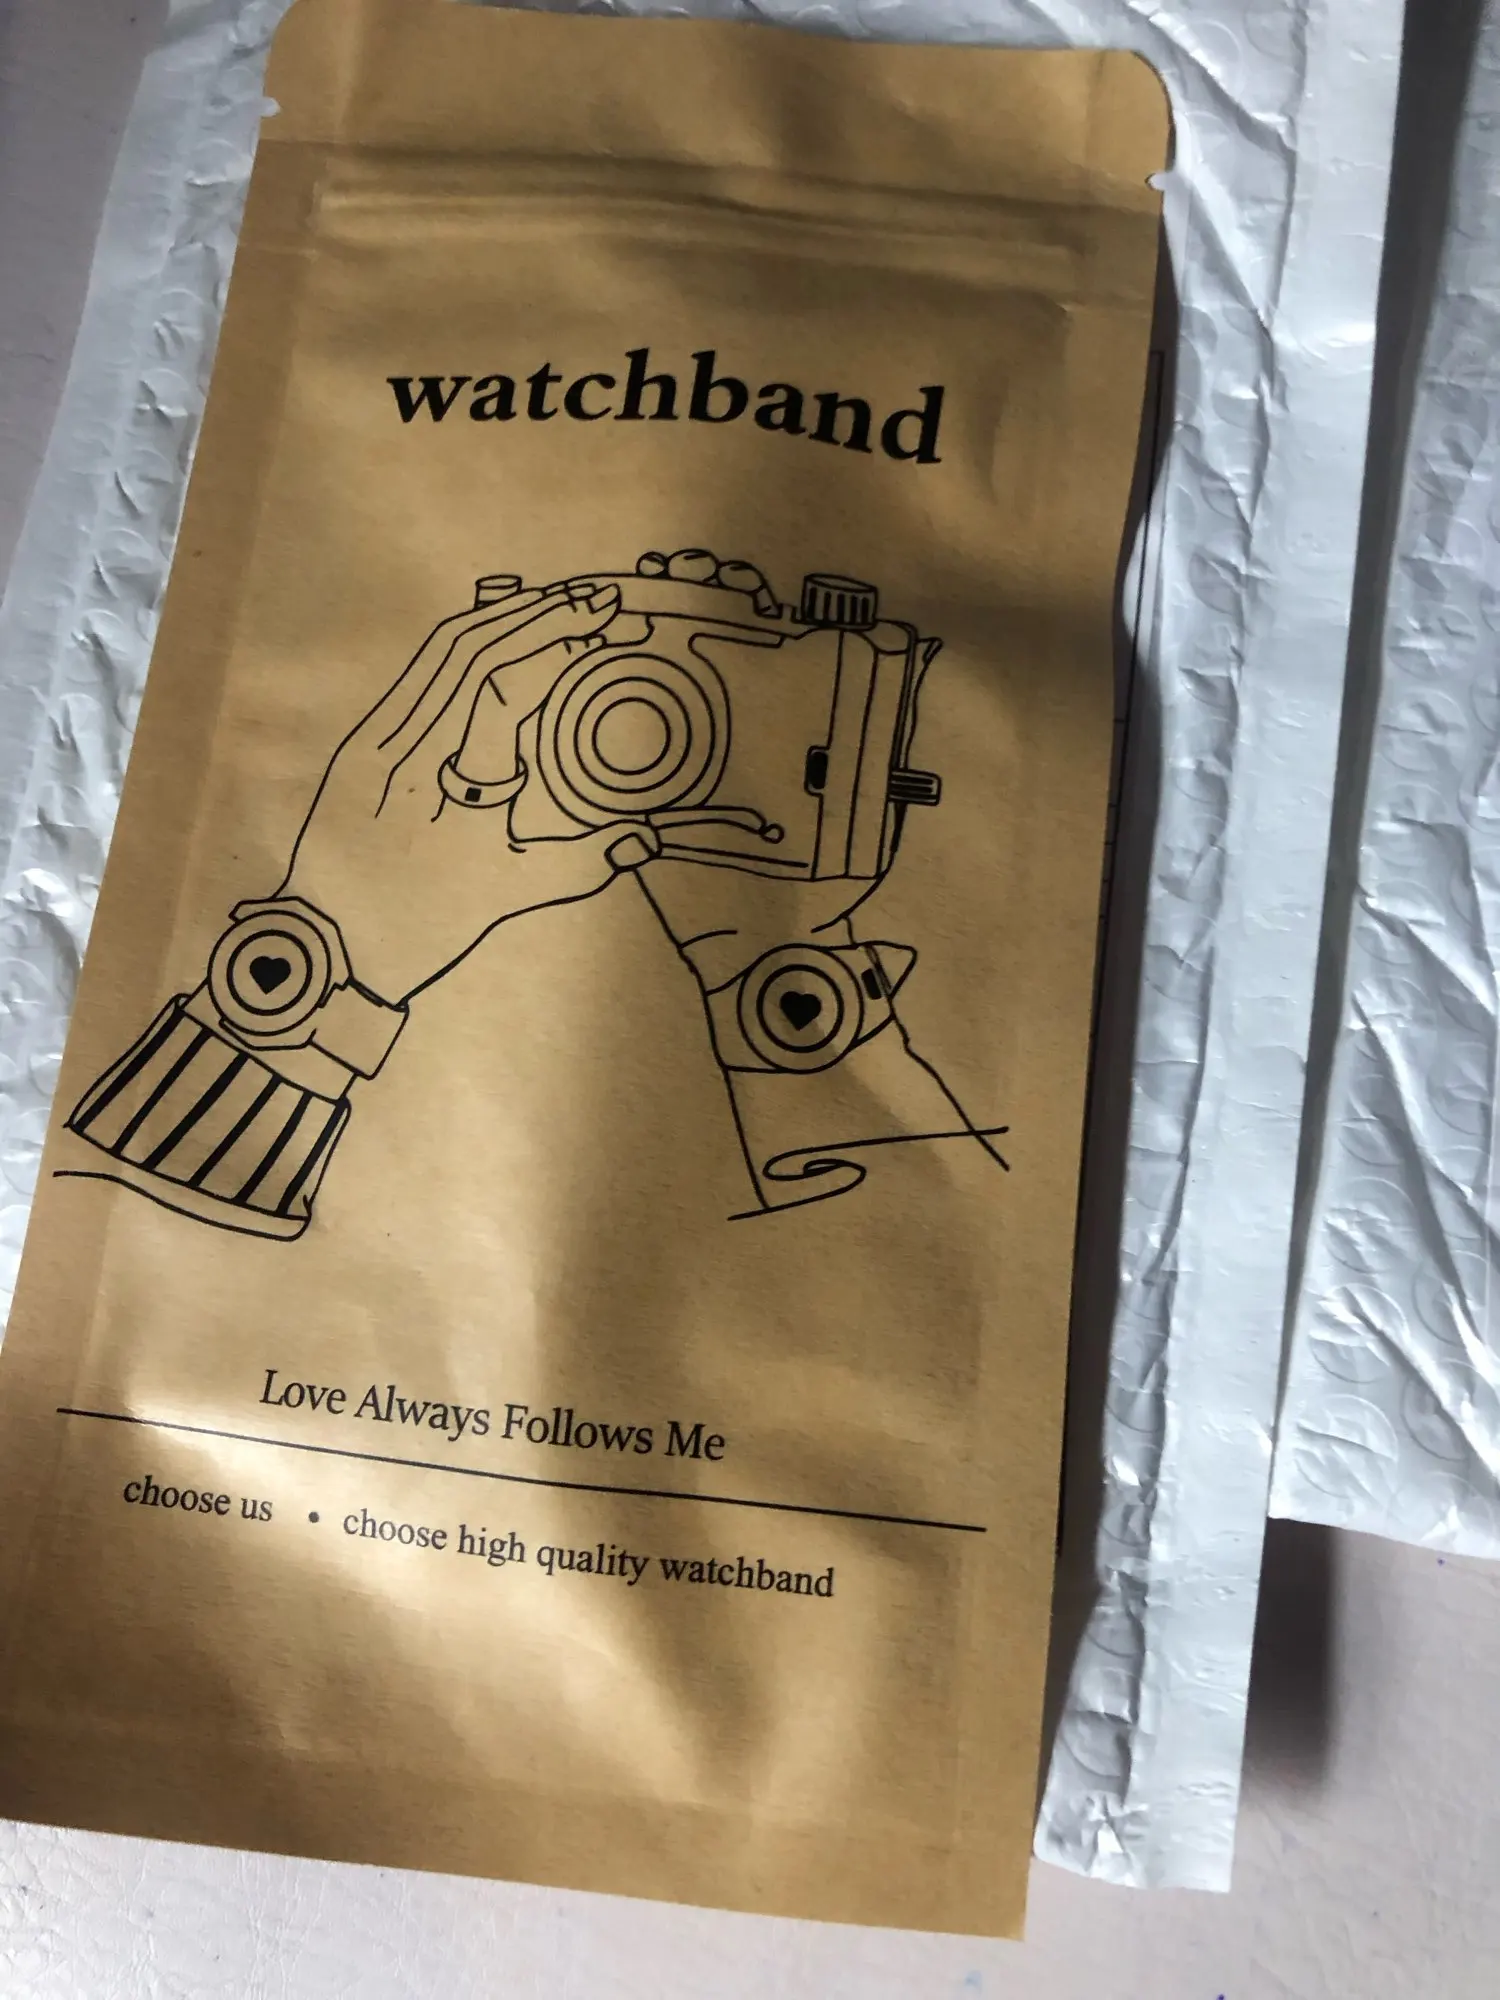 watchband
Love Always Follows Me
choose us • choose high quality watchband